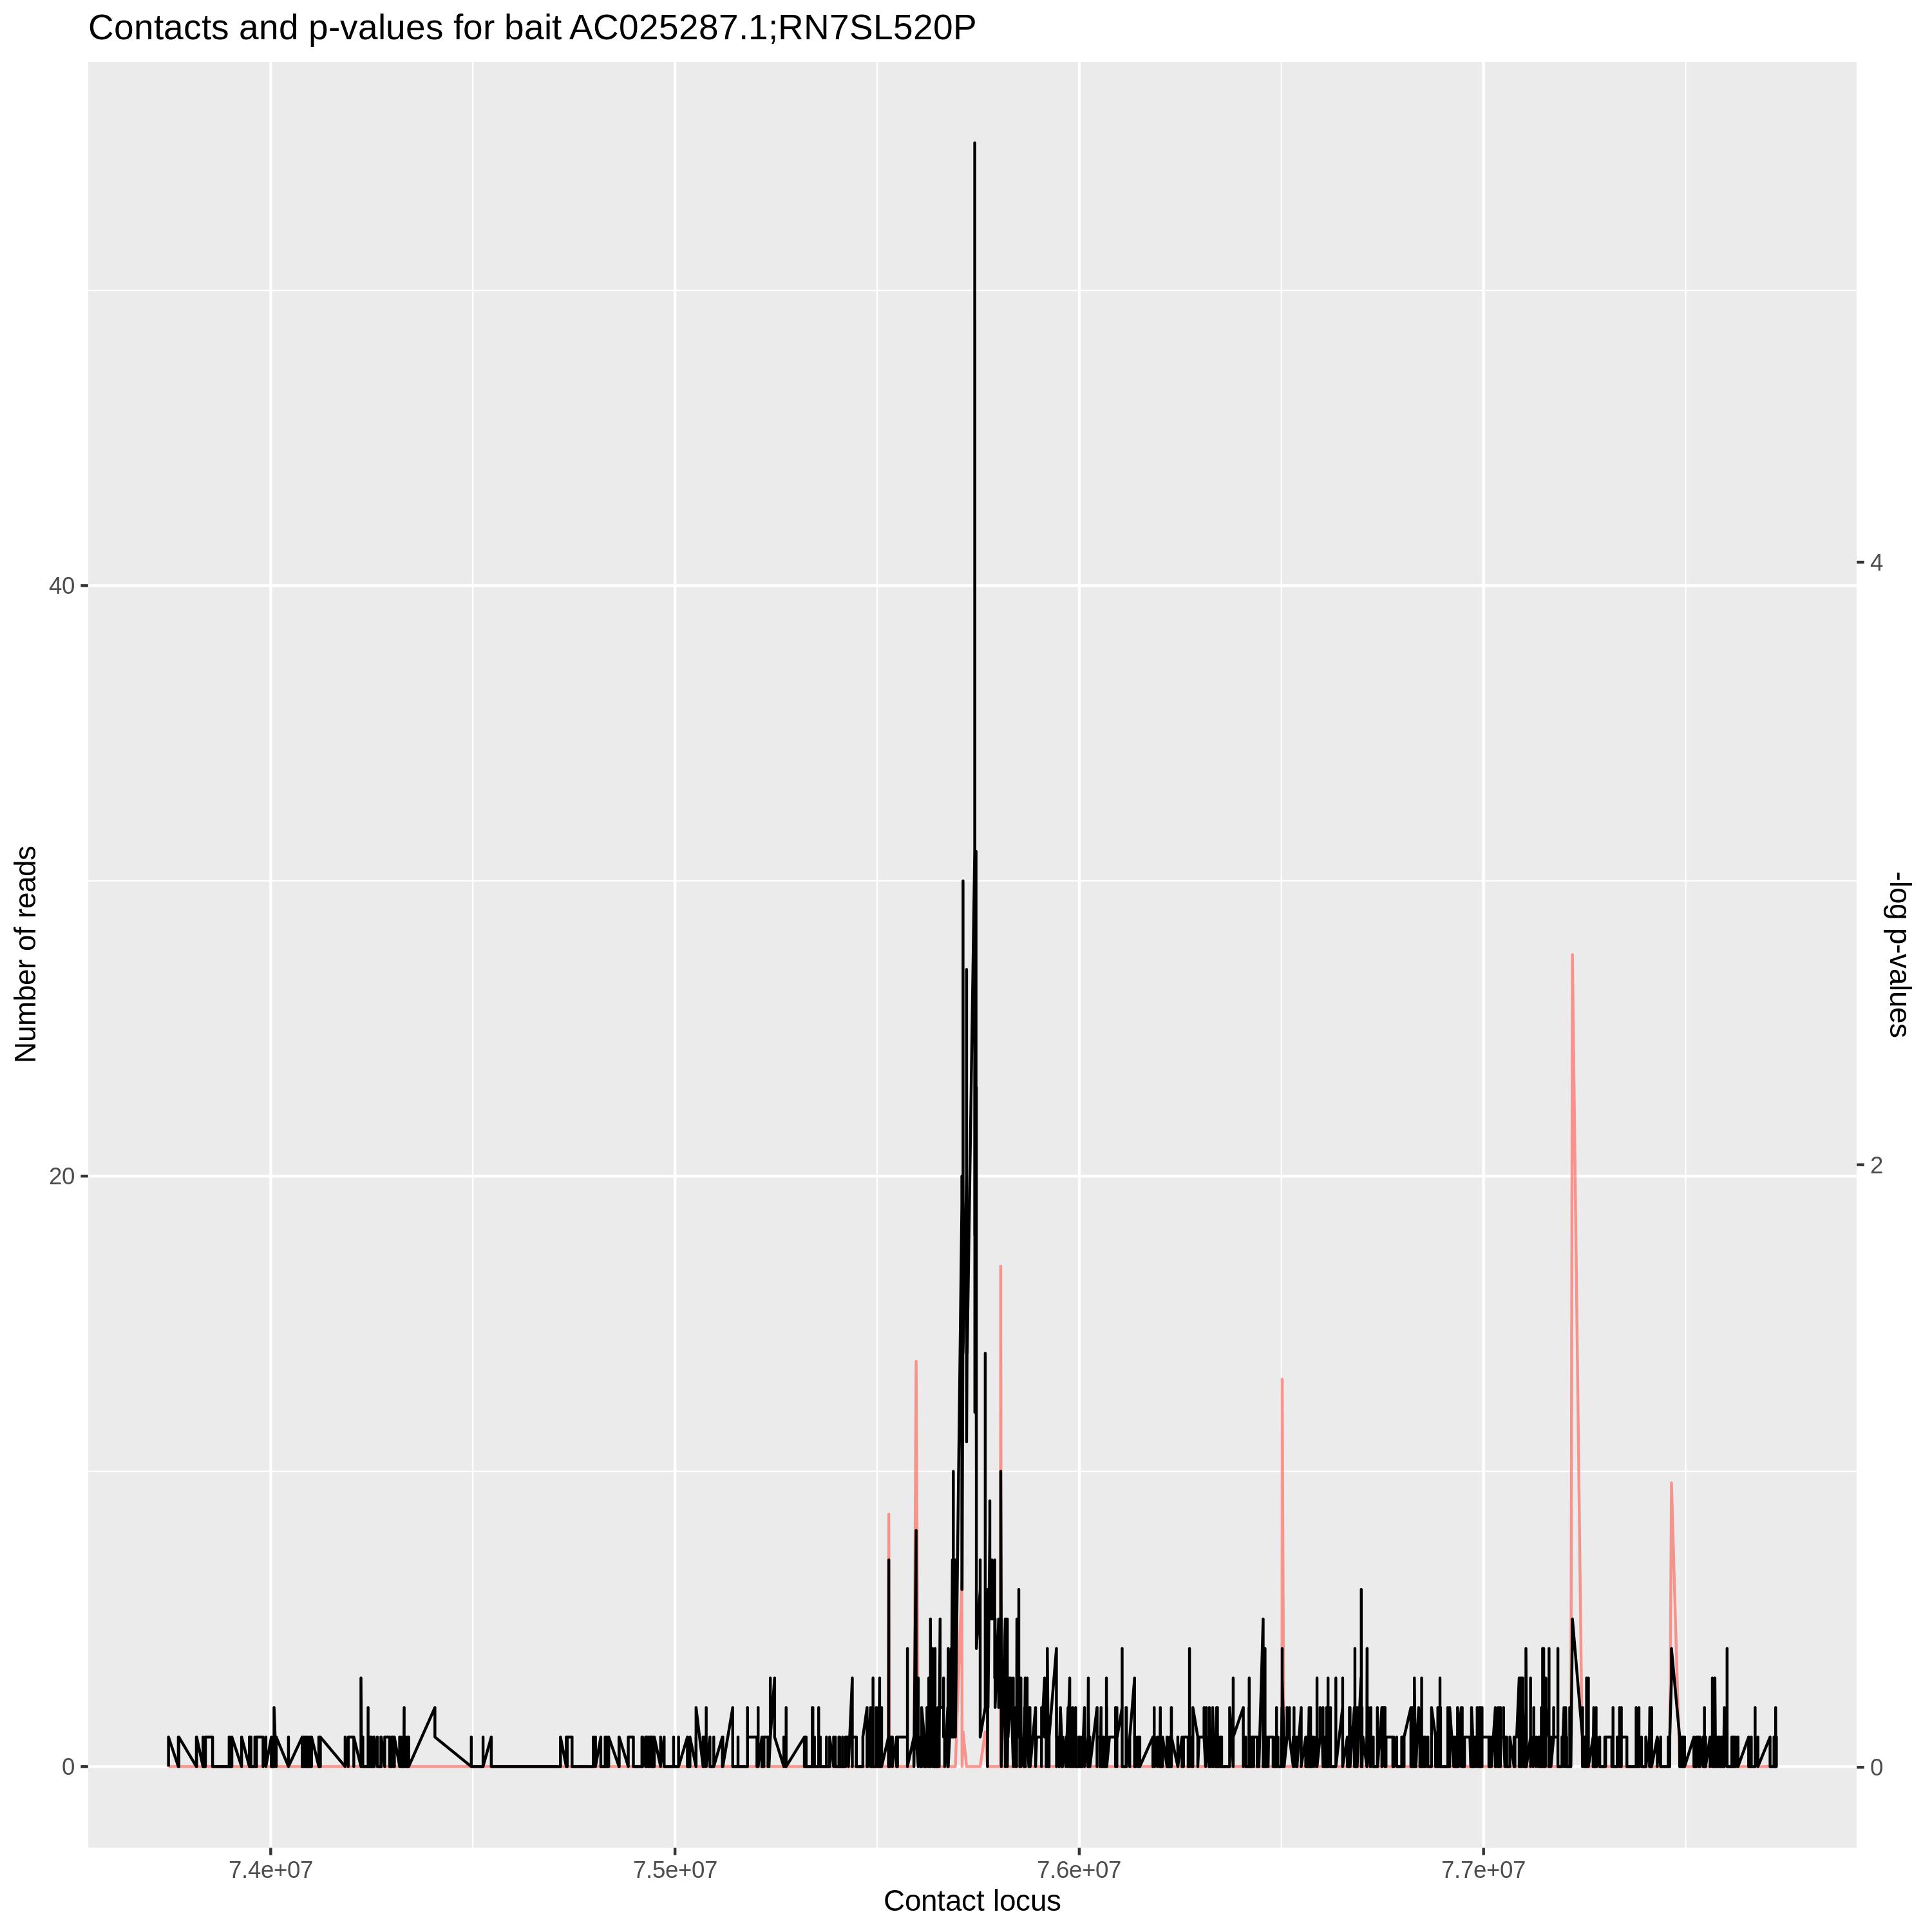 Contacts and p-values for bait AC025287.1;RN7SL520P
Number of reads
40
20
0
4
2
0
-log p-values
7.4e+07
7.5e+07
7.6e+07
7.7e+07
Contact locus